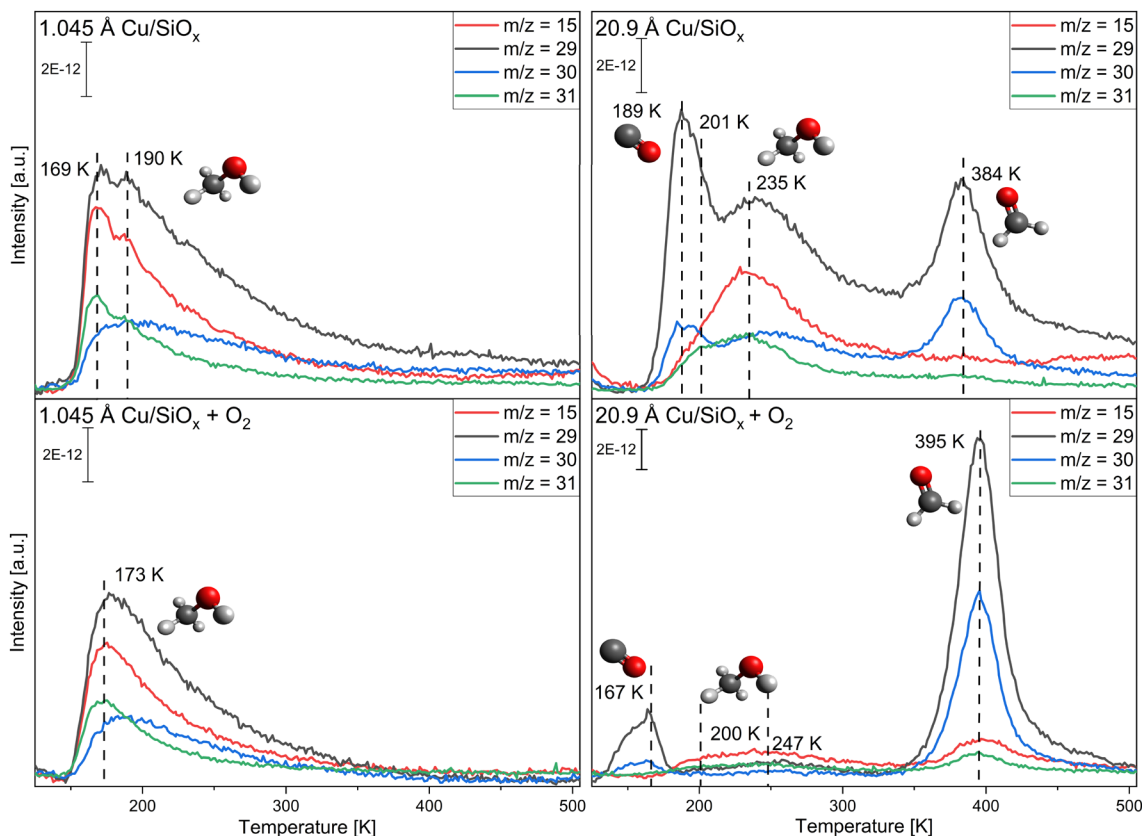 1.045 Å Cu/SiOₓ
2E-12
m/z = 15
m/z = 29
m/z = 30
m/z = 31
169 K
190 K
Intensity [a.u.]
20.9 Å Cu/SiOₓ
2E-12
m/z = 15
m/z = 29
m/z = 30
m/z = 31
189 K
201 K
235 K
384 K
1.045 Å Cu/SiOₓ + O₂
2E-12
m/z = 15
m/z = 29
m/z = 30
m/z = 31
173 K
Intensity [a.u.]
200
300
400
500
Temperature [K]
20.9 Å Cu/SiOₓ + O₂
2E-12
m/z = 15
m/z = 29
m/z = 30
m/z = 31
395 K
167 K
200 K
247 K
200
300
400
500
Temperature [K]